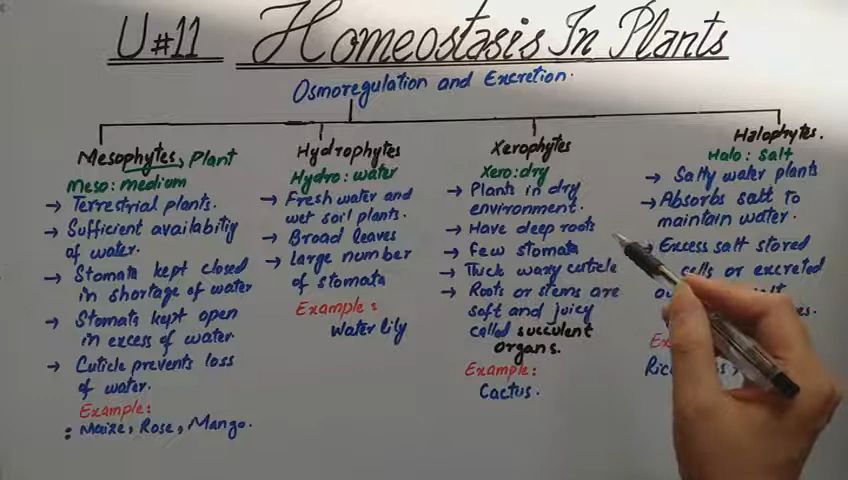 U#11 Homeostasis In Plants
Osmoregulation and Excretion.
Mesophytes, Plant
Meso: medium
→ Terrestrial plants.
→ Sufficient availability
of water.
→ Stomata kept closed
in shortage of water
→ Stomata kept open
in excess of water.
→ Cuticle prevents loss
of water.
Example:
: Maize, Rose, Mango.
Hydrophytes
Hydro: water
→ Fresh water and
wet soil plants.
→ Broad leaves
→ Large number
of stomata
Example:
Water lily
Xerophytes
Xero: dry
→ Plants in dry
environment.
→ Have deep roots
→ Few stomata
→ Thick waxy cuticle
→ Roots or stems are
soft and juicy
called succulent
organs.
Example:
Cactus.
Halophytes.
Halo: Salt
→ Salty water plants
→ Absorbs salt to
maintain water.
→ Excess salt stored
cells or excreted